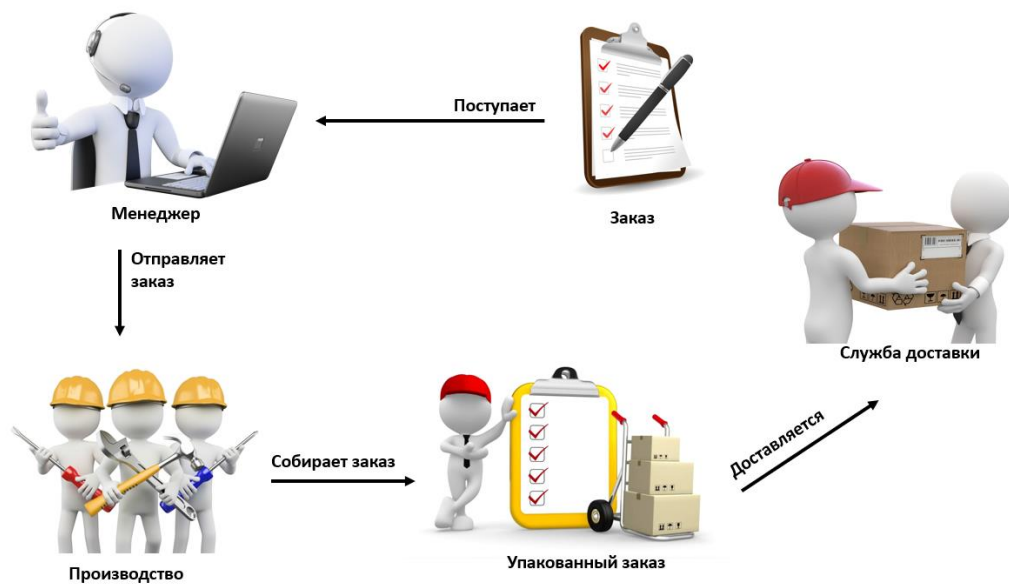 Поступает
Менеджер
Заказ
Отправляет
заказ
Служба доставки
Доставляется
Собирает заказ
Производство
Упакованный заказ